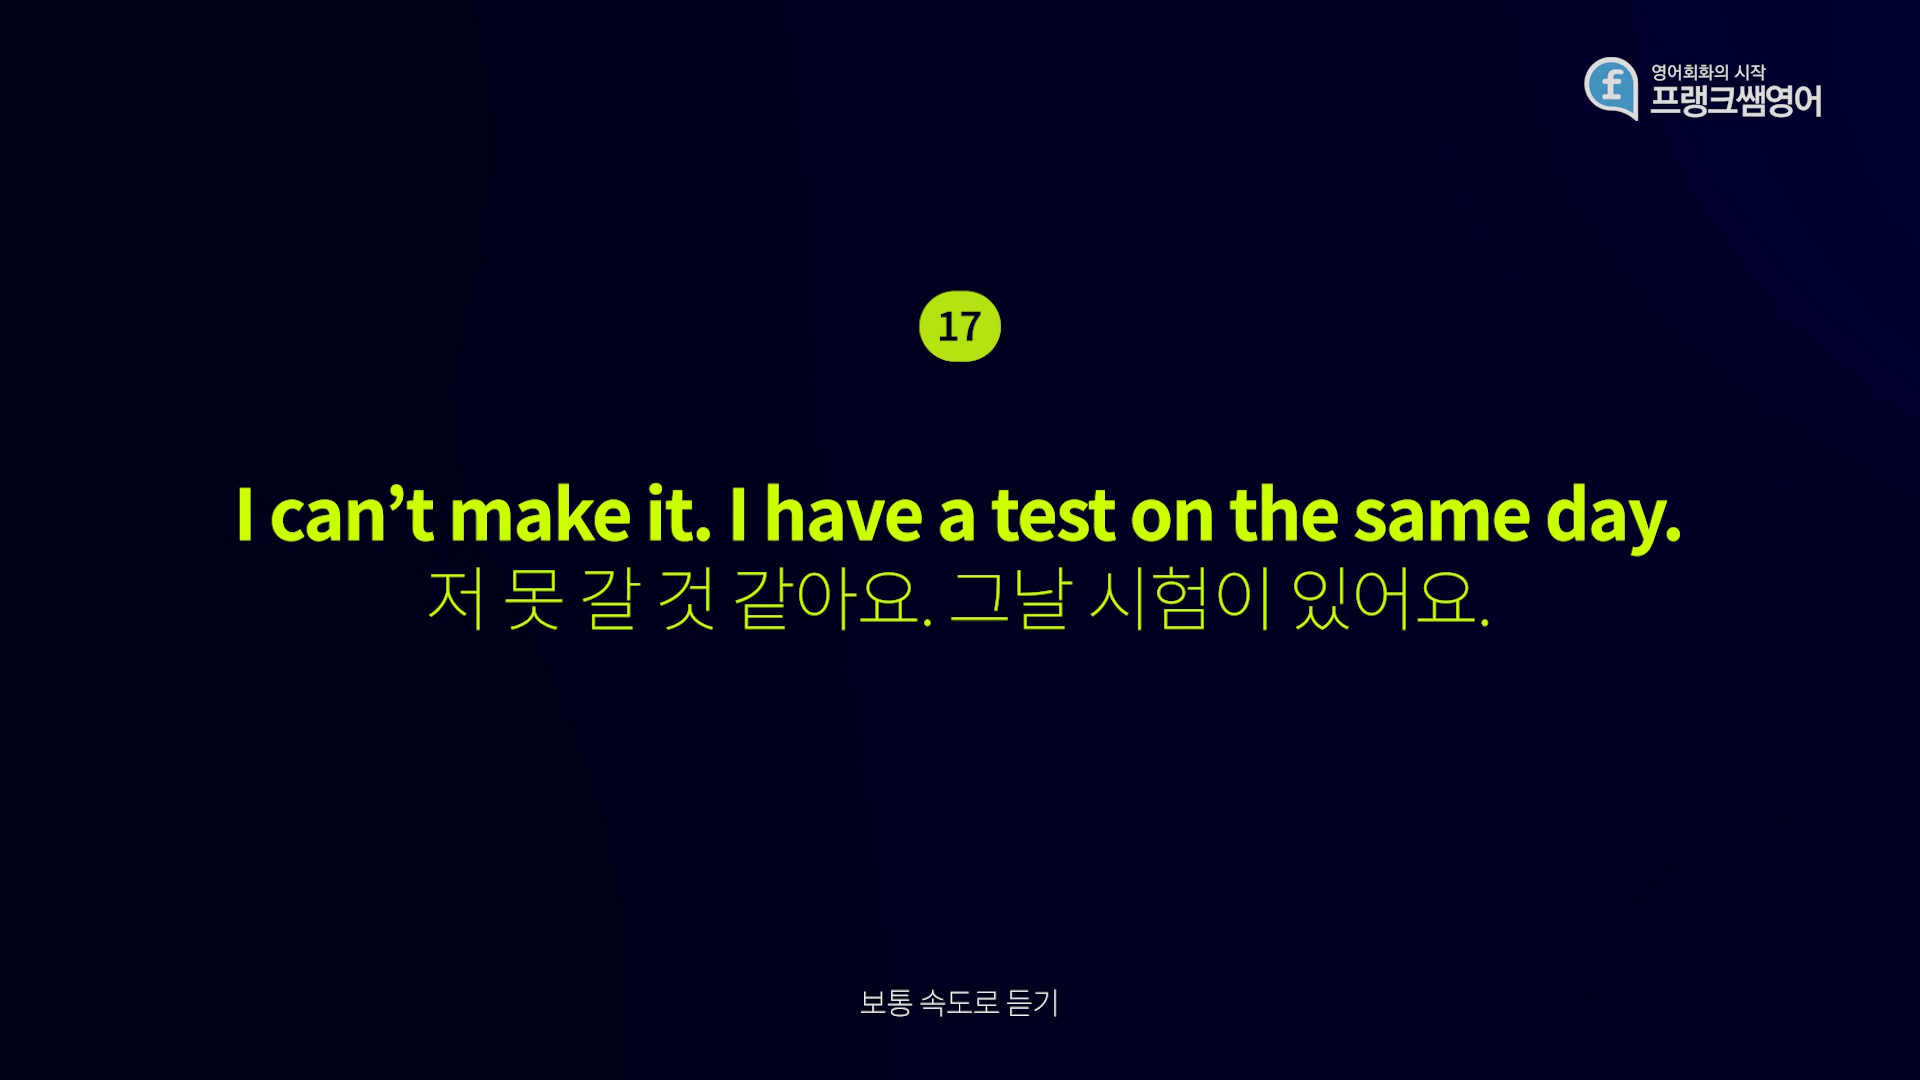 영어회화의 시작
프랭크쌤영어
17
I can’t make it. I have a test on the same day.
저 못 갈 것 같아요. 그날 시험이 있어요.
보통 속도로 듣기